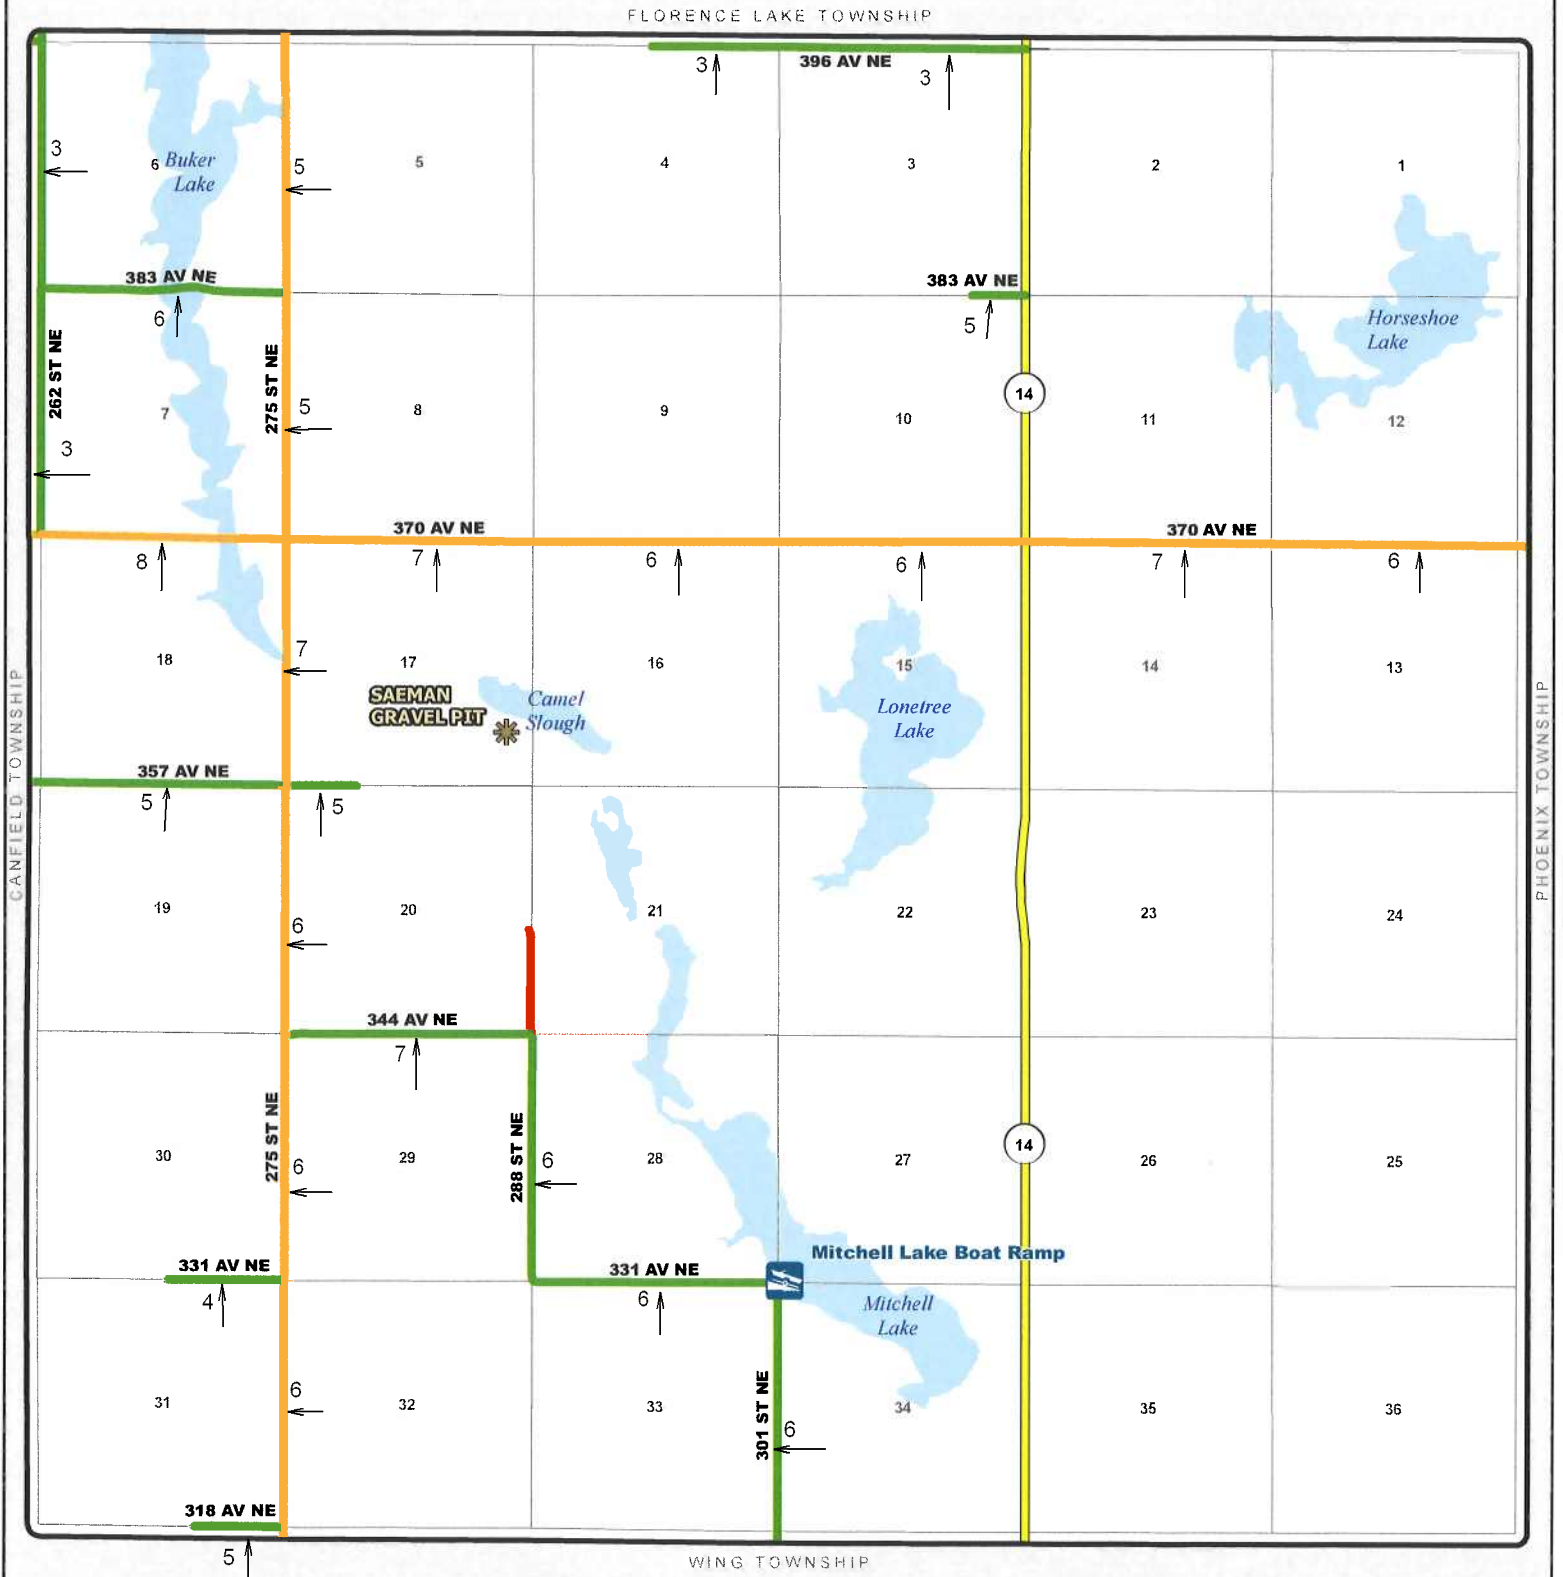 FLORENCE LAKE TOWNSHIP
3
396 AV NE
3
3
6
Buker
Lake
5
5
4
3
2
1
383 AV NE
6
383 AV NE
5
Horseshoe
Lake
262 ST NE
275 ST NE
7
5
8
9
10
14
11
12
3
370 AV NE
370 AV NE
8
7
6
6
7
6
18
7
17
16
15
14
13
SAEMAN
GRAVEL PIT
Camel
Slough
Lonetree
Lake
CANFIELD TOWNSHIP
PHOENIX TOWNSHIP
357 AV NE
5
5
19
20
21
22
23
24
6
344 AV NE
7
275 ST NE
288 ST NE
30
6
29
6
28
27
14
26
25
331 AV NE
4
331 AV NE
6
Mitchell Lake Boat Ramp
Mitchell
Lake
31
6
32
33
301 ST NE
6
34
35
36
318 AV NE
5
WING TOWNSHIP